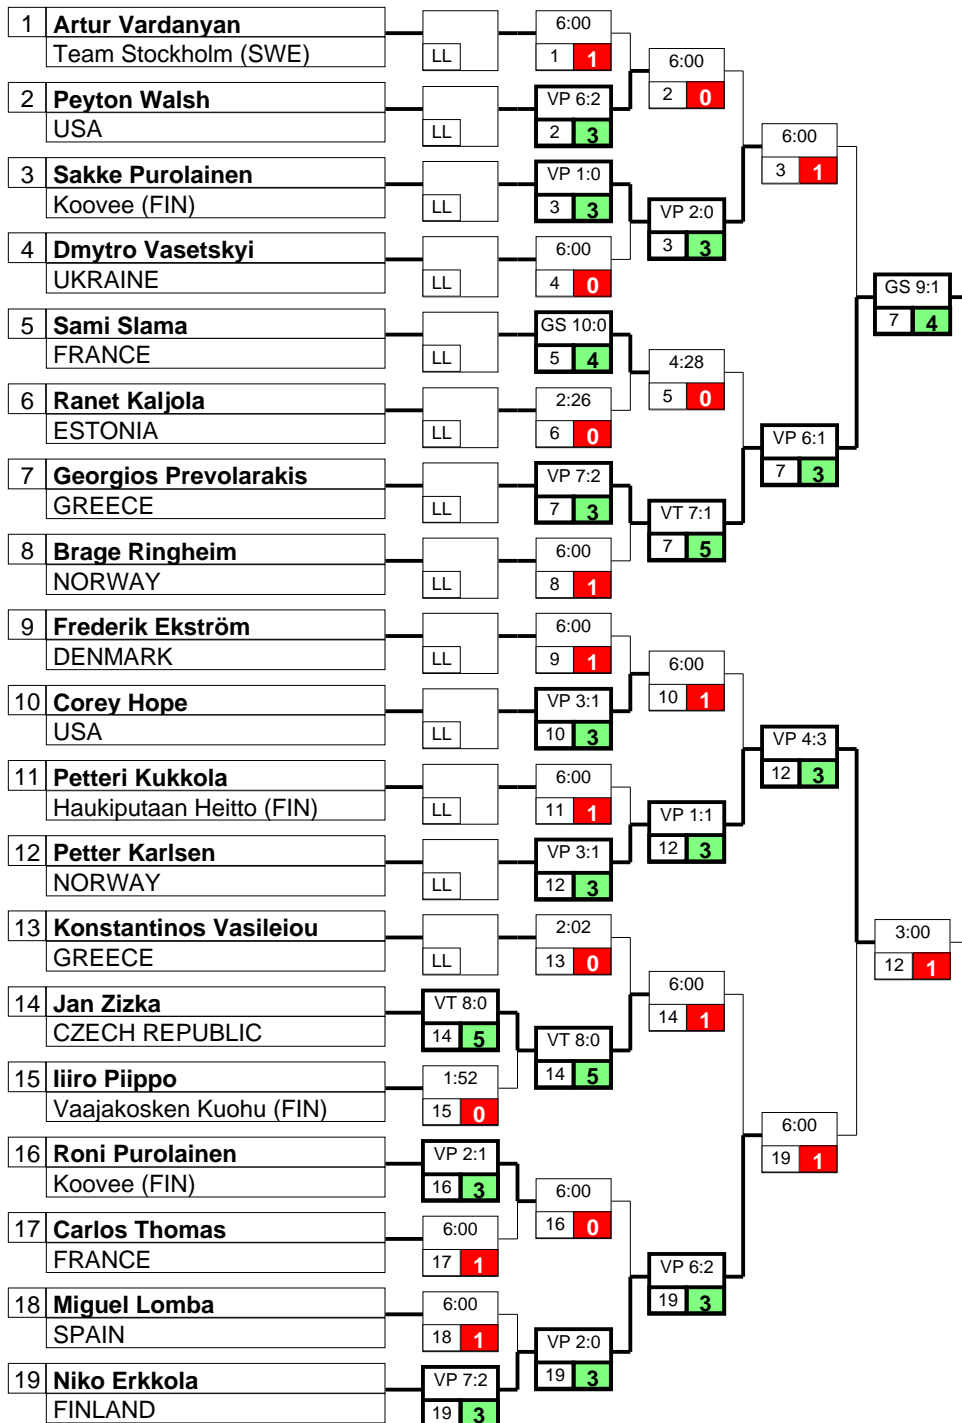 1 Artur Vardanyan
Team Stockholm (SWE)
LL
6:00
1 1
6:00
2 0
2 Peyton Walsh
USA
LL
VP 6:2
2 3
6:00
3 1
3 Sakke Purolainen
Koovee (FIN)
LL
VP 1:0
3 3
VP 2:0
3 3
4 Dmytro Vasetskyi
UKRAINE
LL
6:00
4 0
GS 9:1
7 4
5 Sami Slama
FRANCE
LL
GS 10:0
5 4
4:28
5 0
6 Ranet Kaljola
ESTONIA
LL
2:26
6 0
VP 6:1
7 3
7 Georgios Prevolarakis
GREECE
LL
VP 7:2
7 3
VT 7:1
7 5
8 Brage Ringheim
NORWAY
LL
6:00
8 1
9 Frederik Ekström
DENMARK
LL
6:00
9 1
6:00
10 1
10 Corey Hope
USA
LL
VP 3:1
10 3
VP 4:3
12 3
11 Petteri Kukkola
Haukiputaan Heitto (FIN)
LL
6:00
11 1
VP 1:1
12 3
12 Petter Karlsen
NORWAY
LL
VP 3:1
12 3
13 Konstantinos Vasileiou
GREECE
LL
2:02
13 0
3:00
12 1
6:00
14 1
14 Jan Zizka
CZECH REPUBLIC
VT 8:0
14 5
VT 8:0
14 5
15 Iiiro Piippo
Vaajakosken Kuohu (FIN)
1:52
15 0
6:00
19 1
16 Roni Purolainen
Koovee (FIN)
VP 2:1
16 3
6:00
16 0
17 Carlos Thomas
FRANCE
6:00
17 1
VP 6:2
19 3
18 Miguel Lomba
SPAIN
6:00
18 1
VP 2:0
19 3
19 Niko Erkkola
FINLAND
VP 7:2
19 3